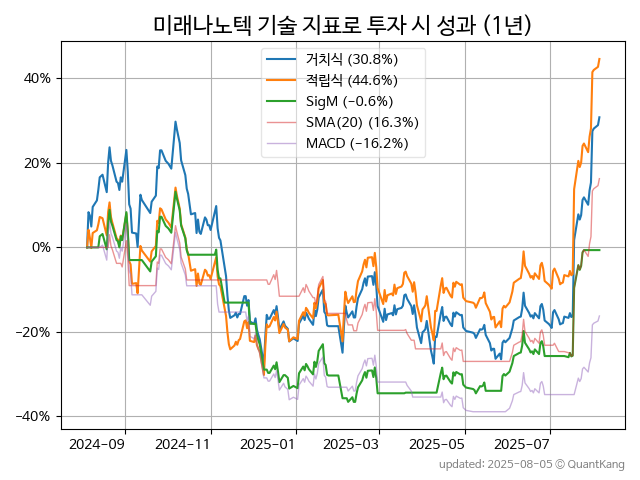 미래나노텍 기술 지표로 투자 시 성과 (1년)
거치식 (30.8%)
적립식 (44.6%)
SigM (−0.6%)
SMA(20) (16.3%)
MACD (−16.2%)
40%
20%
0%
−20%
−40%
2024-09
2024-11
2025-01
2025-03
2025-05
2025-07
updated: 2025-08-05 ⓒ QuantKang